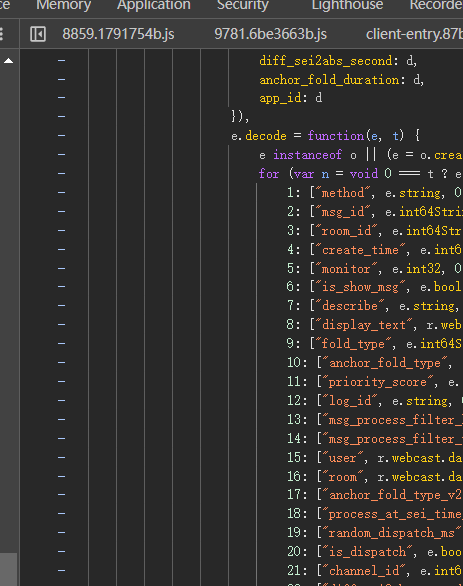 ce Memory Application Security Lighthouse Recorde
8859.1791754b.js 9781.6be3663b.js client-entry.87b
diff_sei2abs_second: d,
anchor_fold_duration: d,
app_id: d
}),
e.decode = function(e, t) {
e instanceof o || (e = o.crea
for (var n = void 0 === t ? e
1: ["method", e.string, 0
2: ["msg_id", e.int64Stri
3: ["room_id", e.int64Str
4: ["create_time", e.int6
5: ["monitor", e.int32, 0
6: ["is_show_msg", e.bool
7: ["describe", e.string,
8: ["display_text", r.web
9: ["fold_type", e.int64S
10: ["anchor_fold_type",
11: ["priority_score", e.
12: ["log_id", e.string, 0
13: ["msg_process_filter_
14: ["msg_process_filter_
15: ["user", r.webcast.da
16: ["room", r.webcast.da
17: ["anchor_fold_type_v2
18: ["process_at_sei_time_
19: ["random_dispatch_ms"
20: ["is_dispatch", e.boo
21: ["channel_id", e.int6